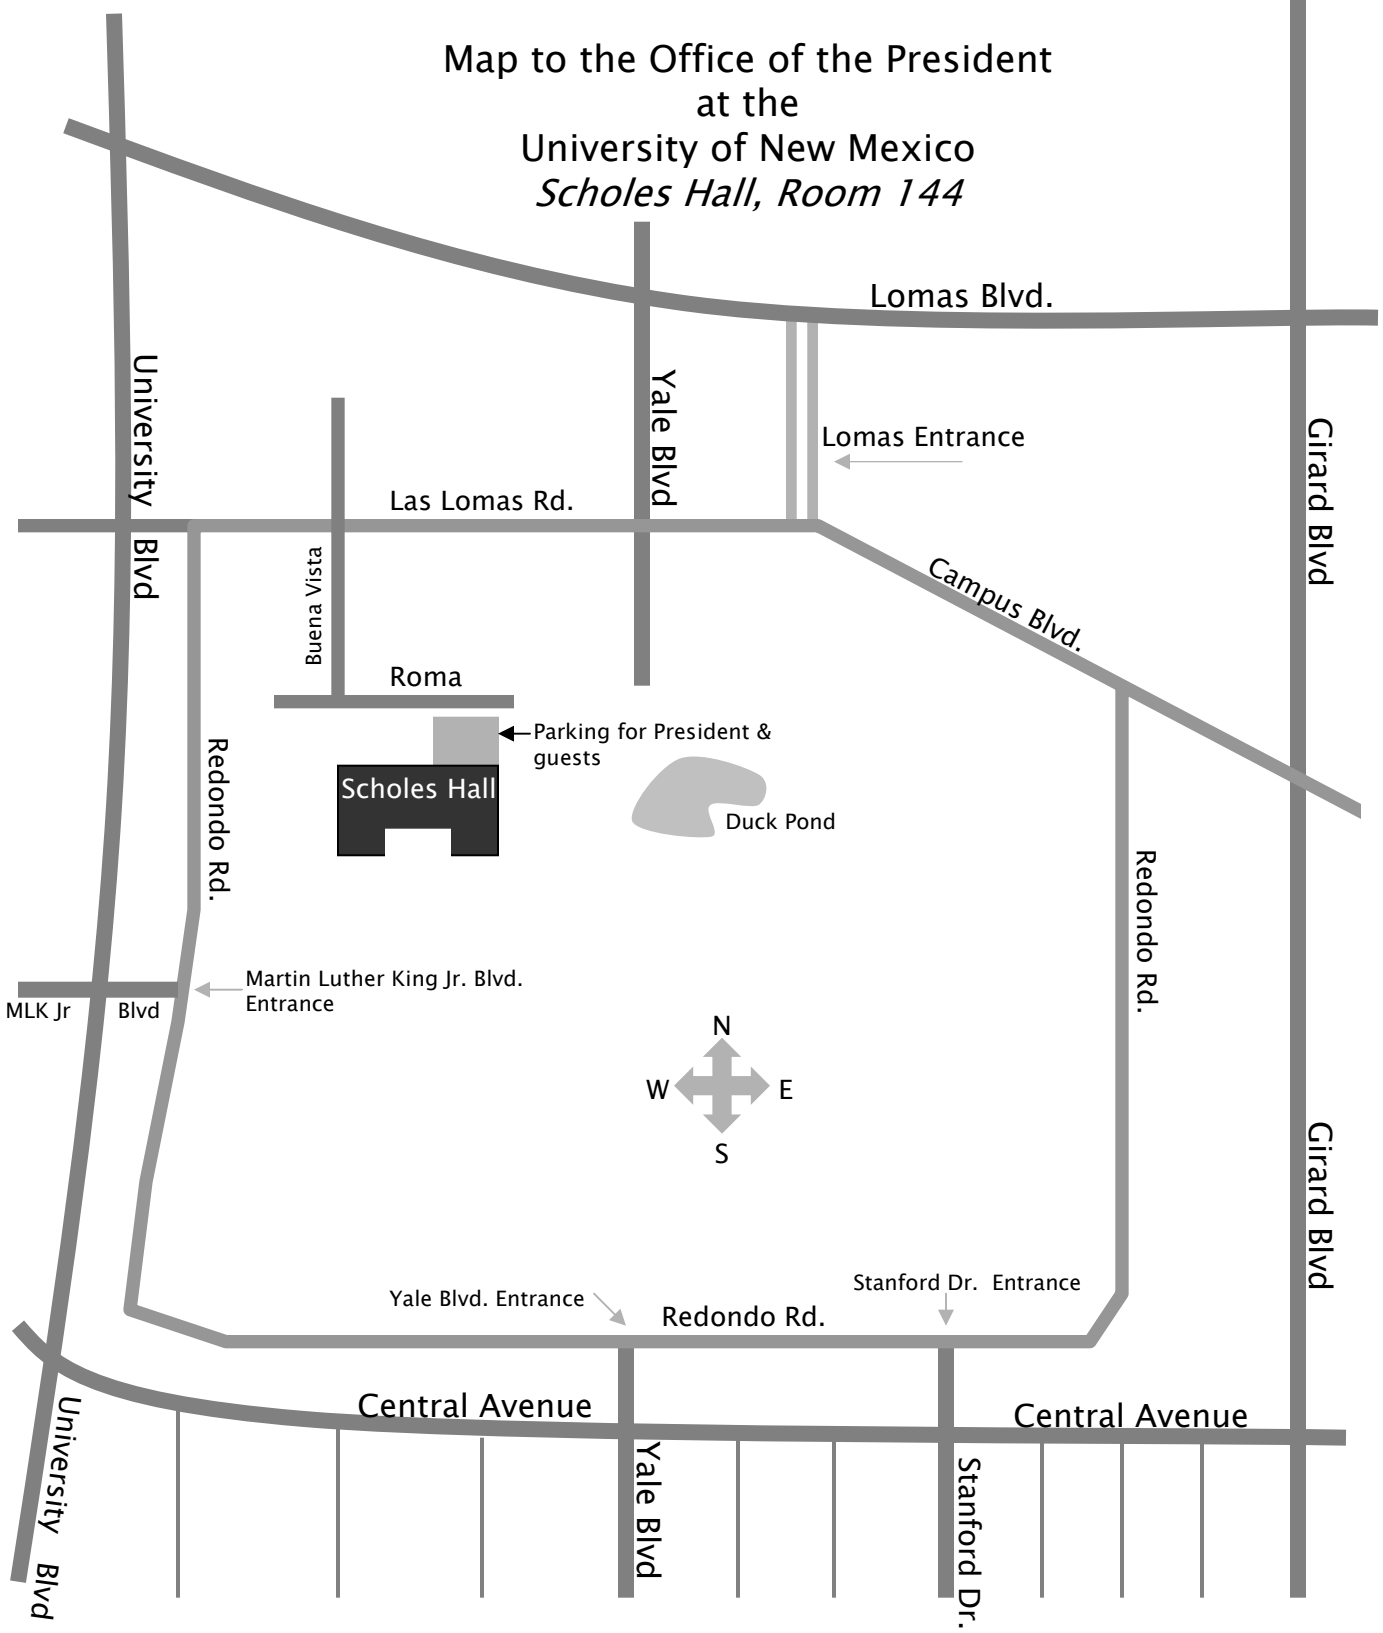 Map to the Office of the President
at the
University of New Mexico
Scholes Hall, Room 144
Lomas Blvd.
University Blvd
Yale Blvd
Lomas Entrance
Girard Blvd
Las Lomas Rd.
Buena Vista
Campus Blvd.
Roma
Parking for President &
guests
Redondo Rd.
Scholes Hall
Duck Pond
Redondo Rd.
Martin Luther King Jr. Blvd.
Entrance
MLK Jr Blvd
N
W E
S
Girard Blvd
Stanford Dr. Entrance
Yale Blvd. Entrance
Redondo Rd.
Central Avenue
Central Avenue
University Blvd
Yale Blvd
Stanford Dr.